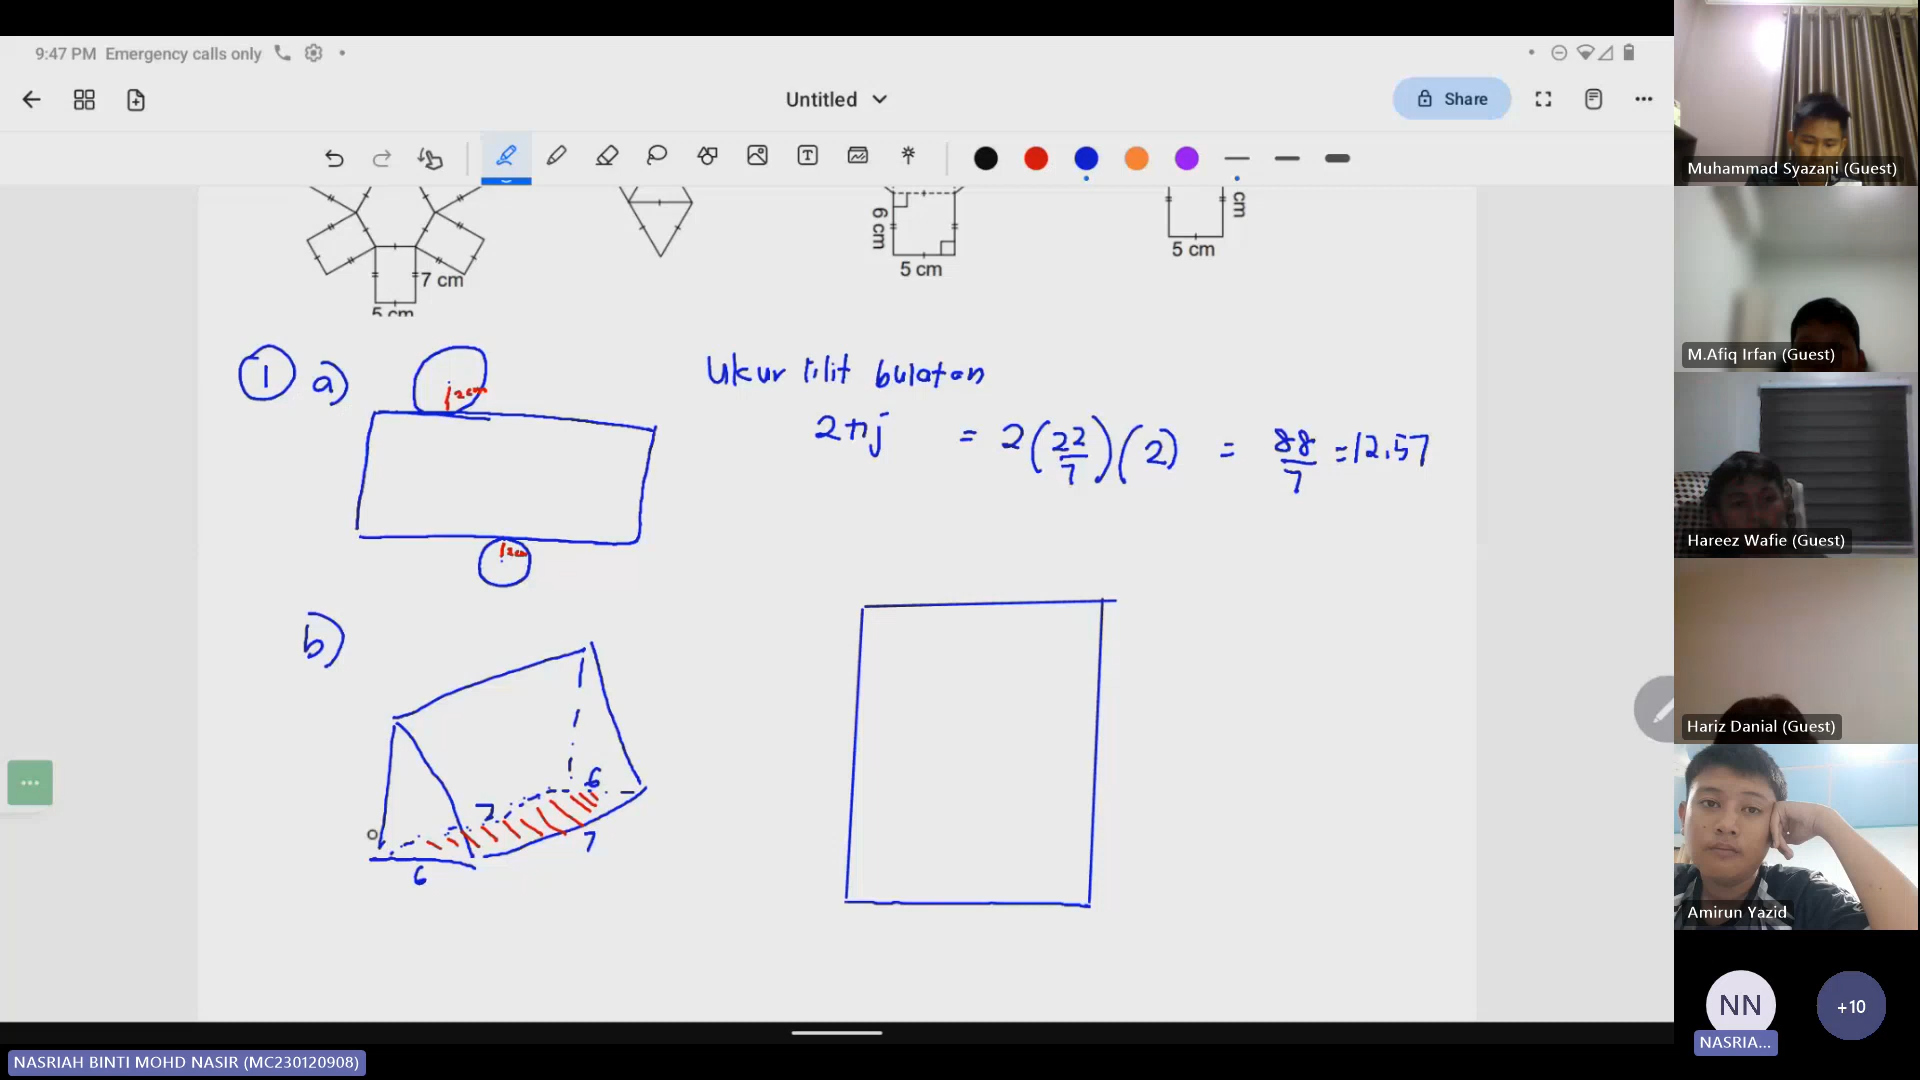 9:47 PM Emergency calls only
Untitled
Share
7 cm
5 cm
6 cm
5 cm
cm
5 cm
1 a)
2cm
2cm
Ukur lilit bulatan
2πj = 2(22/7)(2) = 88/7 = 12.57
b)
6
7
7
6
Muhammad Syazani (Guest)
M.Afiq Irfan (Guest)
Hareez Wafie (Guest)
Hariz Danial (Guest)
Amirun Yazid
NN
NASRIA...
+10
NASRIAH BINTI MOHD NASIR (MC230120908)